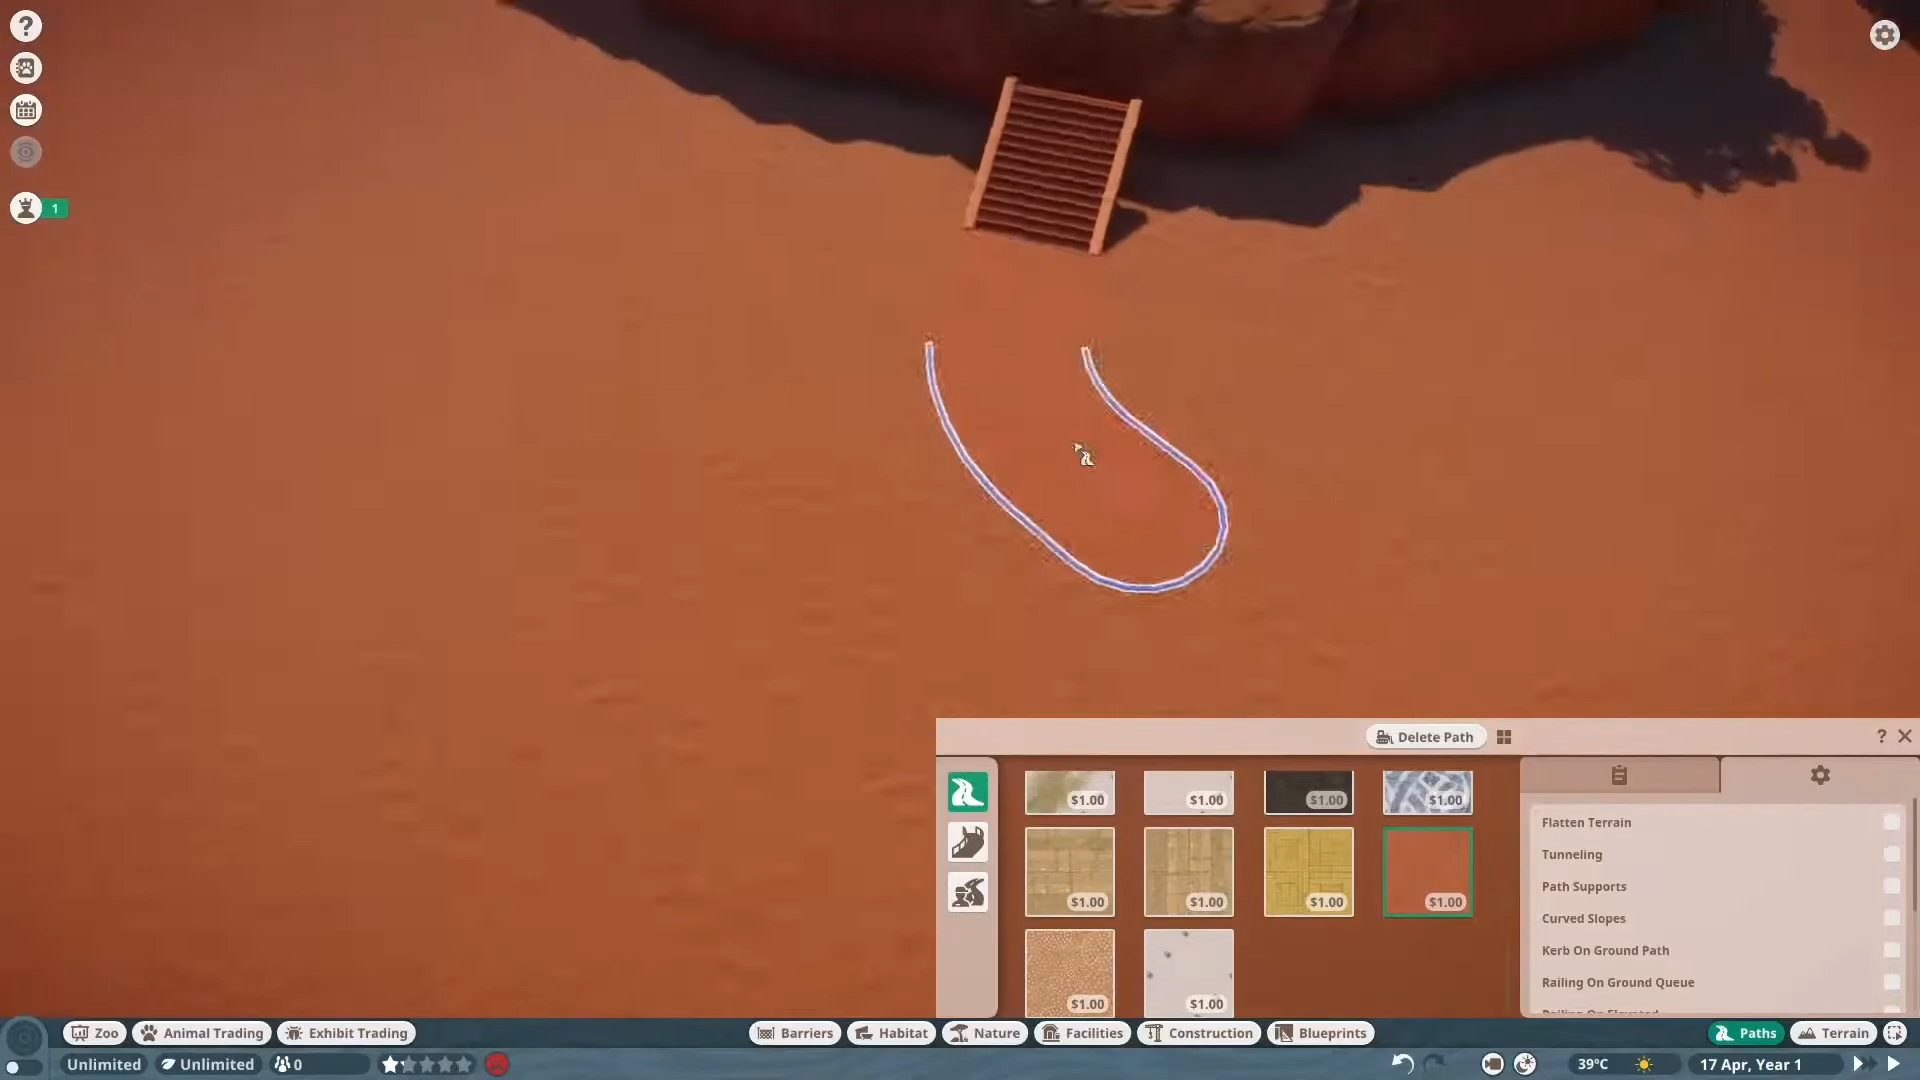 ?
1
Delete Path
?
$1.00
$1.00
$1.00
$1.00
$1.00
$1.00
$1.00
$1.00
$1.00
$1.00
Flatten Terrain
Tunneling
Path Supports
Curved Slopes
Kerb On Ground Path
Railing On Ground Queue
Zoo
Animal Trading
Exhibit Trading
Barriers
Habitat
Nature
Facilities
Construction
Blueprints
Paths
Terrain
Unlimited
Unlimited
0
39°C
17 Apr, Year 1